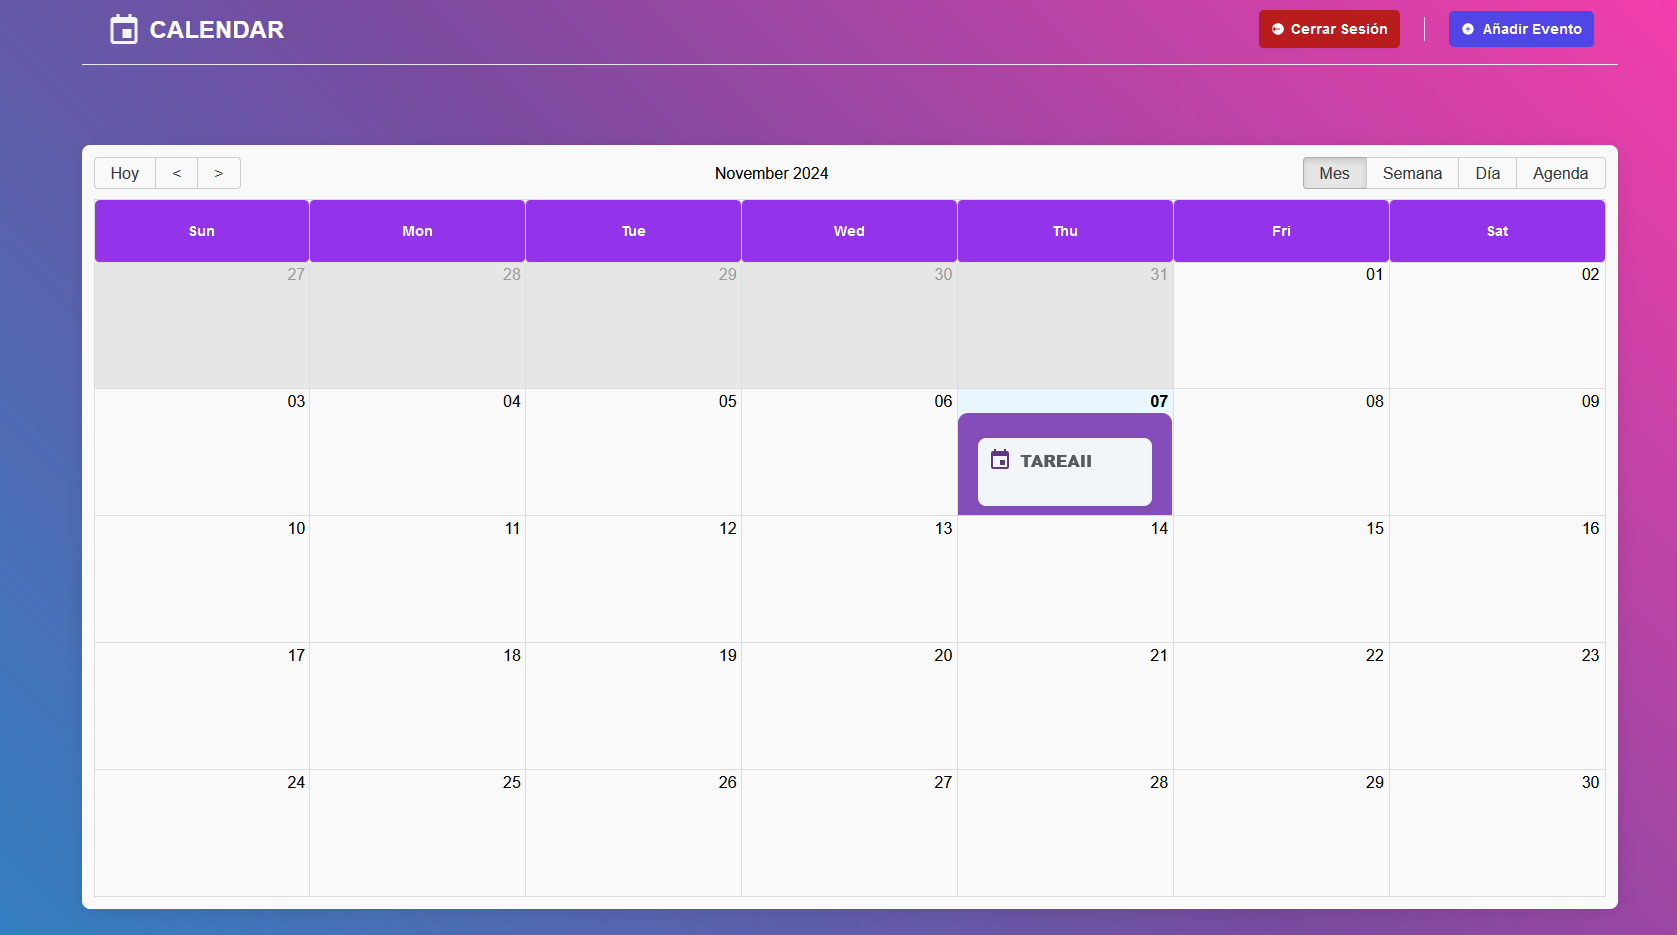 CALENDAR
Cerrar Sesión
Añadir Evento
Hoy < > November 2024 Mes Semana Día Agenda
Sun Mon Tue Wed Thu Fri Sat
27 28 29 30 31 01 02
03 04 05 06 07 08 09
TAREAII
10 11 12 13 14 15 16
17 18 19 20 21 22 23
24 25 26 27 28 29 30